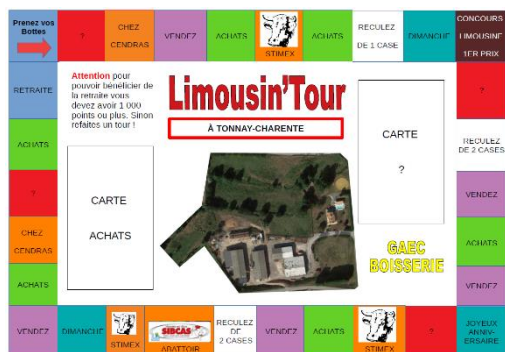 Prenez vos
Bottes
?
CHEZ
CENDRAS
VENDEZ
ACHATS
STIMEX
ACHATS
RECULEZ
DE 1 CASE
DIMANCHE
CONCOURS
LIMOUSINE
1ER PRIX
RETRAITE
ACHATS
?
CHEZ
CENDRAS
ACHATS
Attention pour
pouvoir bénéficier de
la retraite vous
devez avoir 1 000
points ou plus. Sinon
refaites un tour !
Limousin'Tour
À TONNAY-CHARENTE
CARTE
ACHATS
CARTE
?
GAEC
BOISSERIE
?
RECULEZ
DE 2 CASES
VENDEZ
ACHATS
VENDEZ
VENDEZ
DIMANCHE
STIMEX
SIBCAS
ABATTOIR
RECULEZ
DE
2 CASES
VENDEZ
ACHATS
STIMEX
?
JOYEUX
ANNIV-
ERSAIRE